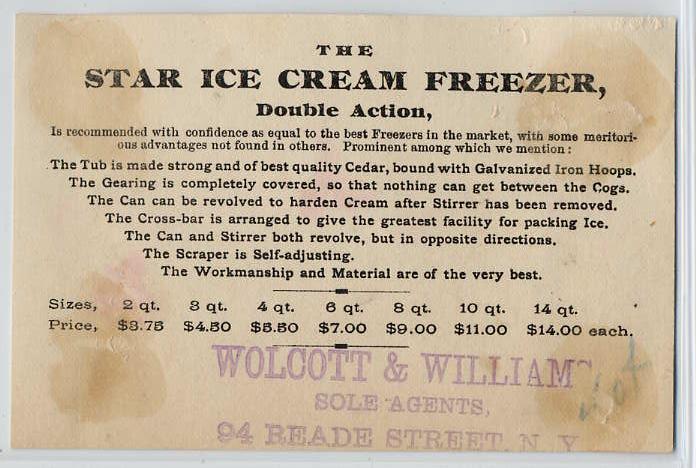 THE
STAR ICE CREAM FREEZER,
Double Action,
Is recommended with confidence as equal to the best Freezers in the market, with some meritori-
ous advantages not found in others. Prominent among which we mention:
The Tub is made strong and of best quality Cedar, bound with Galvanized Iron Hoops.
The Gearing is completely covered, so that nothing can get between the Cogs.
The Can can be revolved to harden Cream after Stirrer has been removed.
The Cross-bar is arranged to give the greatest facility for packing Ice.
The Can and Stirrer both revolve, but in opposite directions.
The Scraper is Self-adjusting.
The Workmanship and Material are of the very best.
Sizes, 2 qt. 3 qt. 4 qt. 6 qt. 8 qt. 10 qt. 14 qt.
Price, $3.75 $4.50 $5.50 $7.00 $9.00 $11.00 $14.00 each.
WOLCOTT & WILLIAMS
SOLE AGENTS,
94 READE STREET, N. Y.